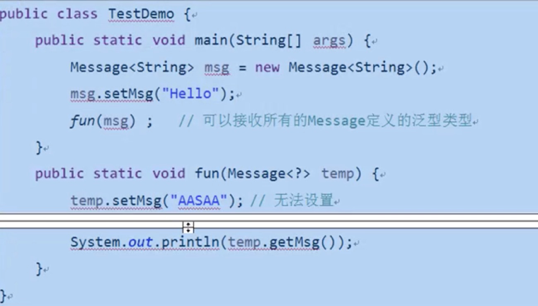 public class TestDemo {
public static void main(String[] args) {
Message<String> msg = new Message<String>();
msg.setMsg("Hello");
fun(msg) ; // 可以接收所有的Message定义的泛型类型
}
public static void fun(Message<?> temp) {
temp.setMsg("AASAA"); // 无法设置
System.out.println(temp.getMsg());
}
}